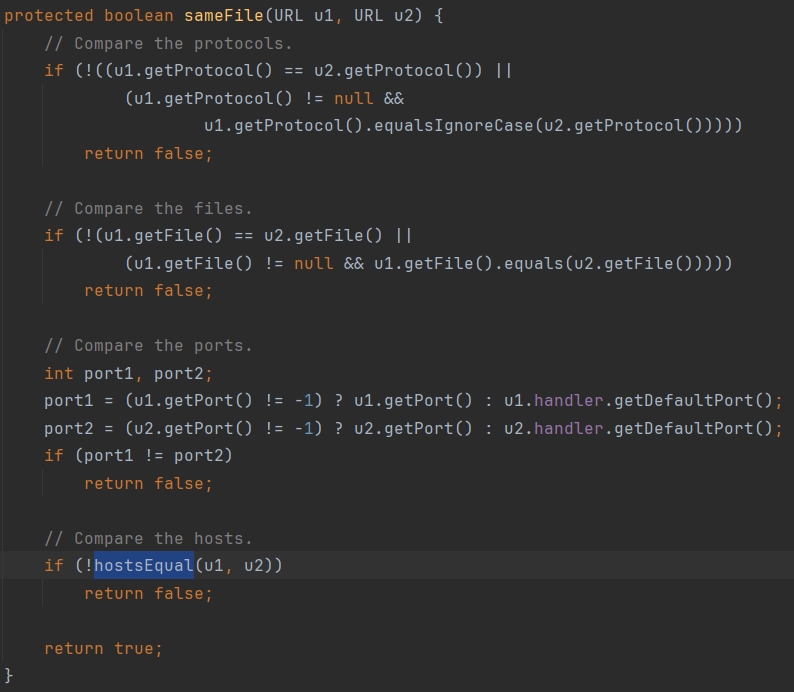 protected boolean sameFile(URL u1, URL u2) {
    // Compare the protocols.
    if (!((u1.getProtocol() == u2.getProtocol()) ||
            (u1.getProtocol() != null &&
                    u1.getProtocol().equalsIgnoreCase(u2.getProtocol()))))
        return false;

    // Compare the files.
    if (!(u1.getFile() == u2.getFile() ||
            (u1.getFile() != null && u1.getFile().equals(u2.getFile()))))
        return false;

    // Compare the ports.
    int port1, port2;
    port1 = (u1.getPort() != -1) ? u1.getPort() : u1.handler.getDefaultPort();
    port2 = (u2.getPort() != -1) ? u2.getPort() : u2.handler.getDefaultPort();
    if (port1 != port2)
        return false;

    // Compare the hosts.
    if (!hostsEqual(u1, u2))
        return false;

    return true;
}